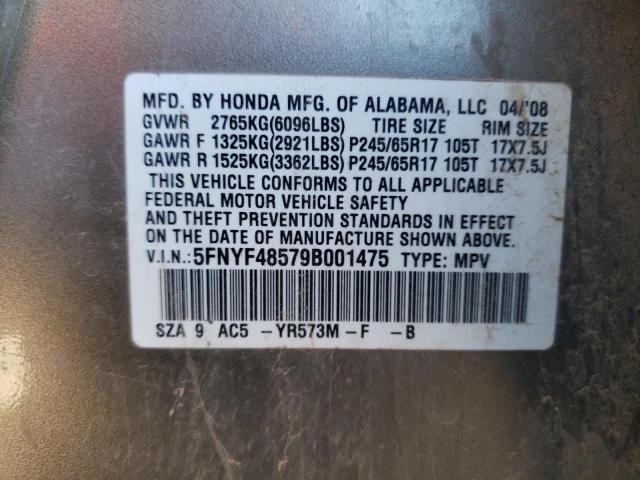 MFD. BY HONDA MFG. OF ALABAMA, LLC 04/'08
GVWR 2765KG(6096LBS) TIRE SIZE RIM SIZE
GAWR F 1325KG(2921LBS) P245/65R17 105T 17X7.5J
GAWR R 1525KG(3362LBS) P245/65R17 105T 17X7.5J
THIS VEHICLE CONFORMS TO ALL APPLICABLE
FEDERAL MOTOR VEHICLE SAFETY
AND THEFT PREVENTION STANDARDS IN EFFECT
ON THE DATE OF MANUFACTURE SHOWN ABOVE.
V.I.N.:5FNYF48579B001475 TYPE: MPV
SZA 9 AC5 -YR573M-F -B